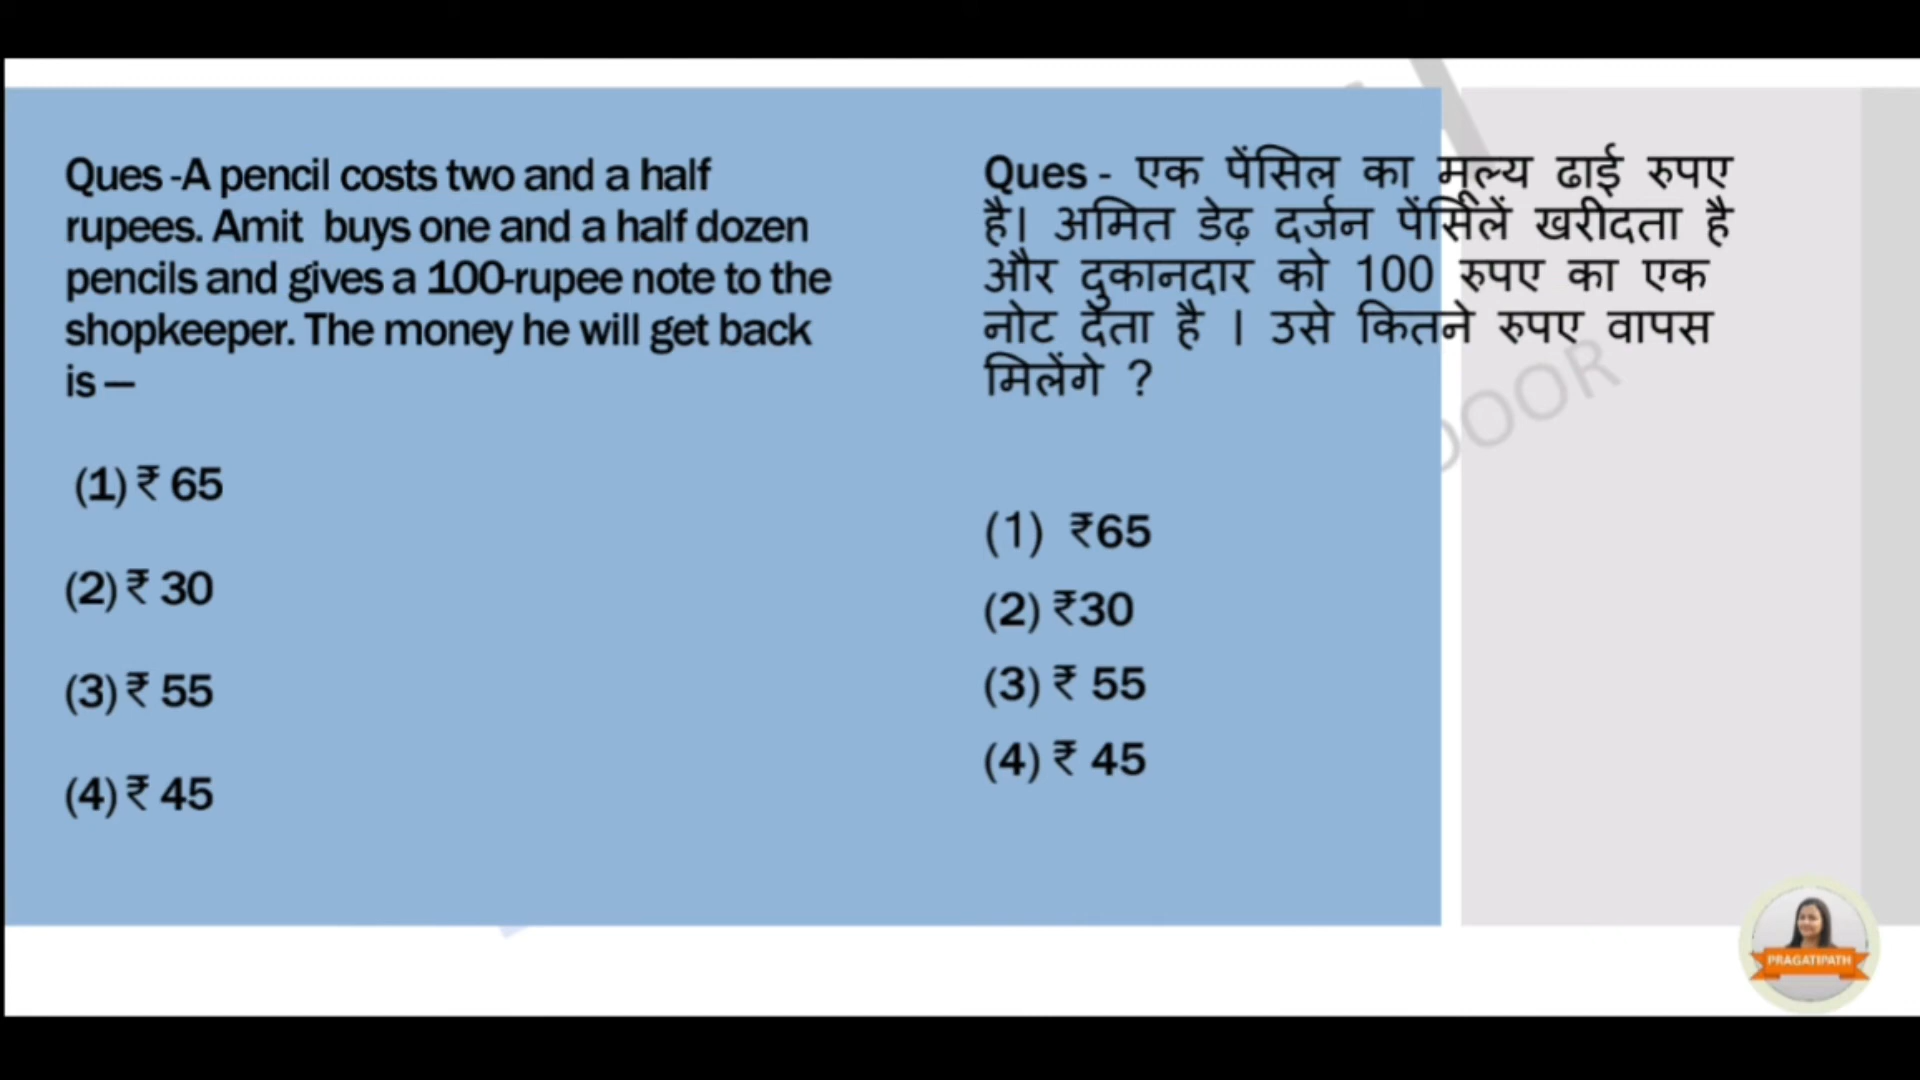 Ques -A pencil costs two and a half
rupees. Amit buys one and a half dozen
pencils and gives a 100-rupee note to the
shopkeeper. The money he will get back
is —
(1) ₹ 65
(2) ₹ 30
(3) ₹ 55
(4) ₹ 45
Ques - एक पेंसिल का मूल्य ढाई रुपए
है। अमित डेढ़ दर्जन पेंसिलें खरीदता है
और दुकानदार को 100 रुपए का एक
नोट देता है । उसे कितने रुपए वापस
मिलेंगे ?
(1) ₹65
(2) ₹30
(3) ₹ 55
(4) ₹ 45
OOR
PRAGATIPATH